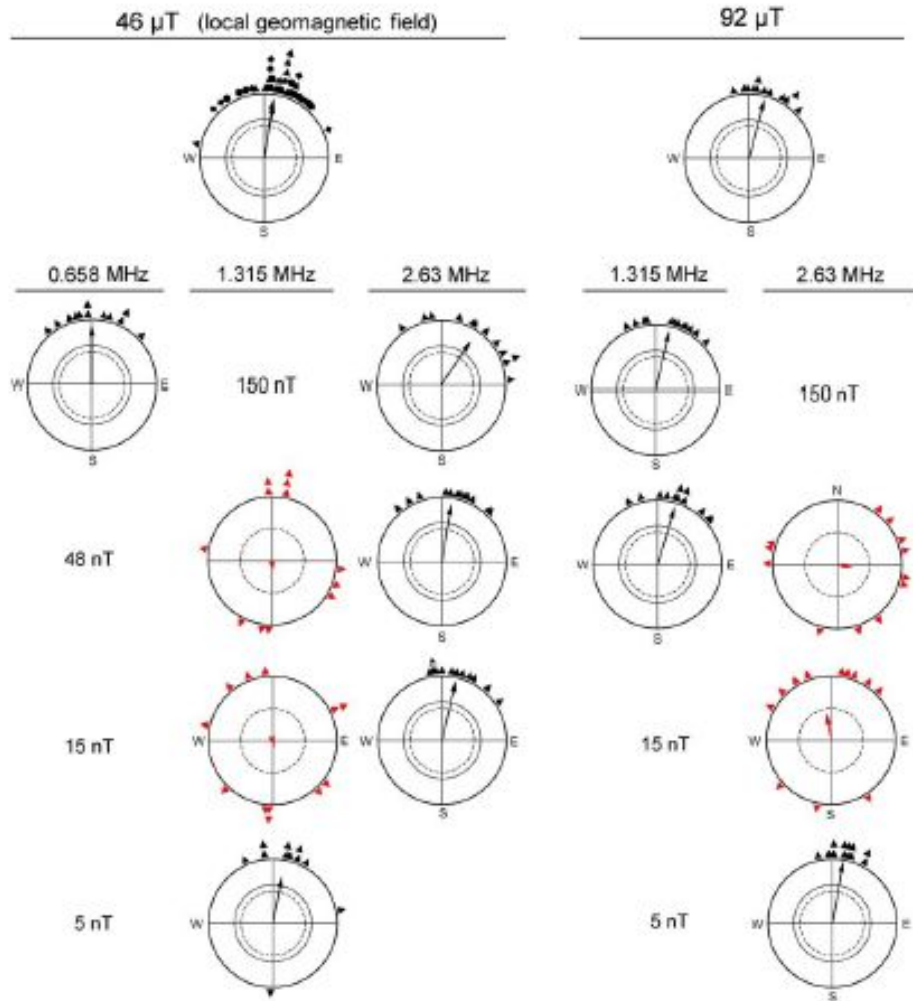 46 µT (local geomagnetic field) 92 µT
W E W E
S S
0.658 MHz 1.315 MHz 2.63 MHz 1.315 MHz 2.63 MHz
W E 150 nT W E W E 150 nT
S S S
N
48 nT W E W E W E
S S
15 nT W E W E 15 nT W E
S S
5 nT W E 5 nT W E
S